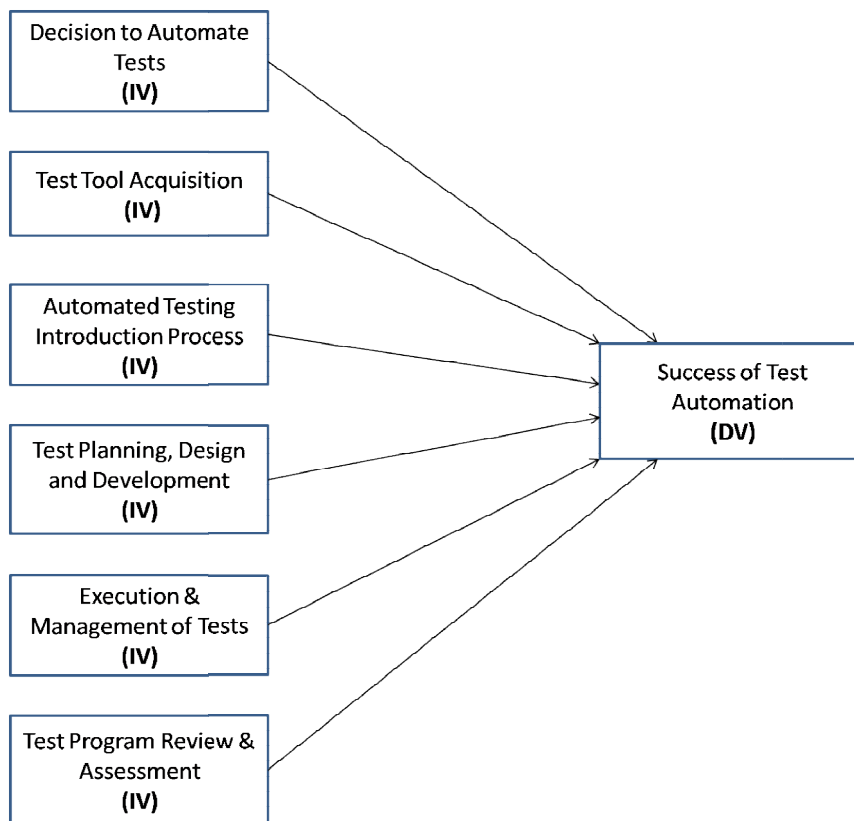 Decision to Automate
Tests
(IV)
Test Tool Acquisition
(IV)
Automated Testing
Introduction Process
(IV)
Test Planning, Design
and Development
(IV)
Execution &
Management of Tests
(IV)
Test Program Review &
Assessment
(IV)
Success of Test
Automation
(DV)